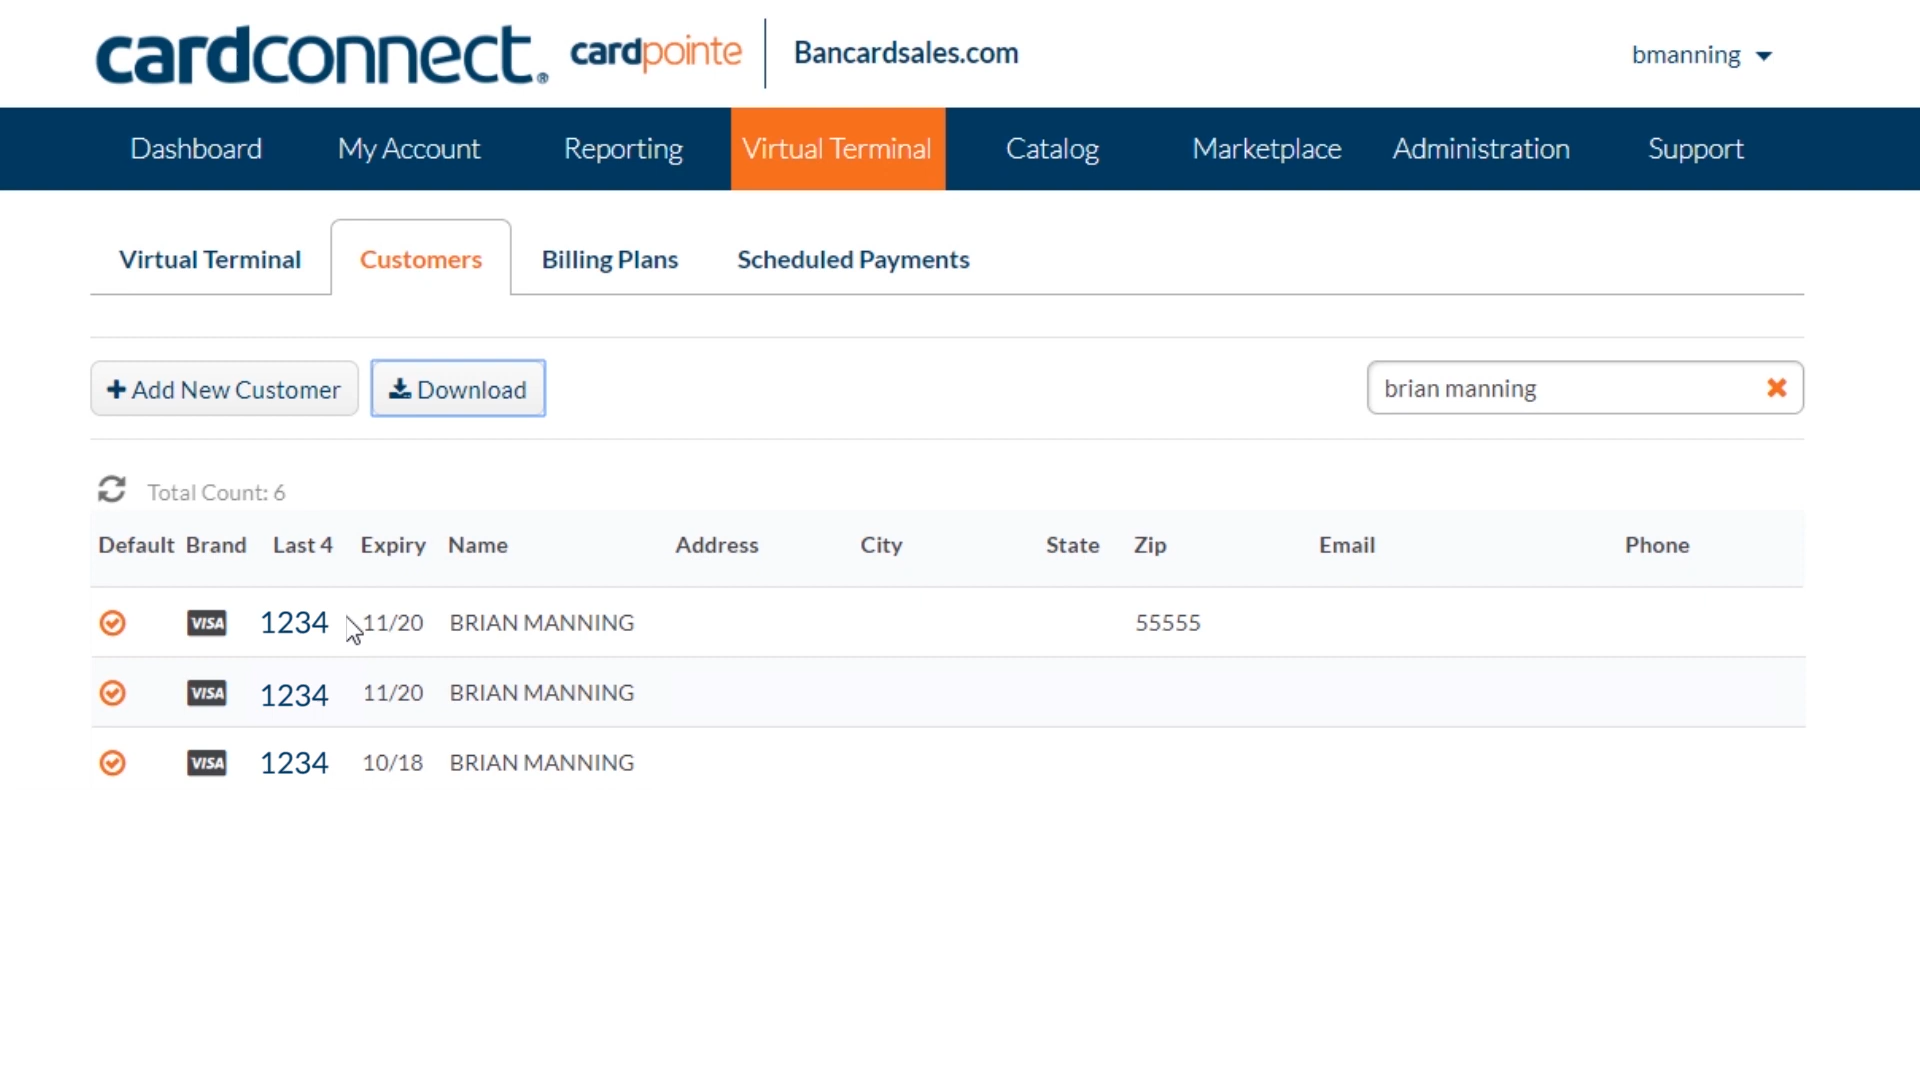 cardconnect.® cardpointe Bancardsales.com bmanning
Dashboard My Account Reporting Virtual Terminal Catalog Marketplace Administration Support
Virtual Terminal Customers Billing Plans Scheduled Payments
Add New Customer Download brian manning
Total Count: 6
Default Brand Last 4 Expiry Name Address City State Zip Email Phone
VISA 1234 11/20 BRIAN MANNING 55555
VISA 1234 11/20 BRIAN MANNING
VISA 1234 10/18 BRIAN MANNING